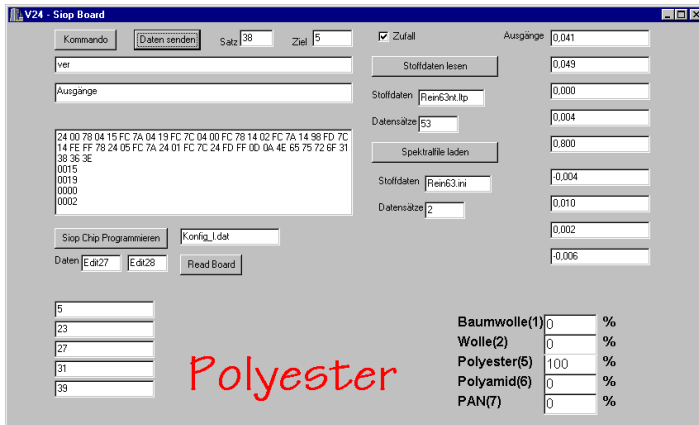 V24 - Siop Board
Kommando
Daten senden
Satz 38
Ziel 5
Zufall
Ausgänge 0,041
ver
0,049
Stoffdaten lesen
Ausgänge
Stoffdaten Rein63nt.ltp
0,000
Datensätze 53
0,004
24 00 78 04 15 FC 7A 04 19 FC 7C 04 00 FC 78 14 02 FC 7A 14 98 FD 7C
14 FE FF 78 24 05 FC 7A 24 01 FC 7C 24 FD FF 0D 0A 4E 65 75 72 6F 31
38 36 3E
0015
0019
0000
0002
Spektralfile laden
0,800
Stoffdaten Rein63.ini
-0,004
Datensätze 2
0,010
0,002
Siop Chip Programmieren
Konfig_I.dat
-0,006
Daten Edit27
Edit28
Read Board
5
23
27
31
39
Polyester
Baumwolle(1) 0 %
Wolle(2) 0 %
Polyester(5) 100 %
Polyamid(6) 0 %
PAN(7) 0 %